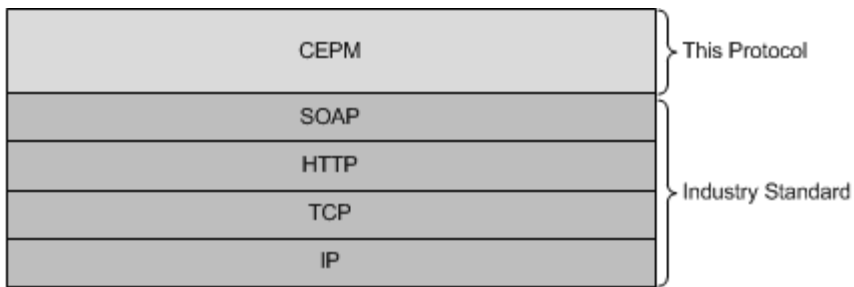 CEPM
This Protocol
SOAP
HTTP
TCP
IP
Industry Standard